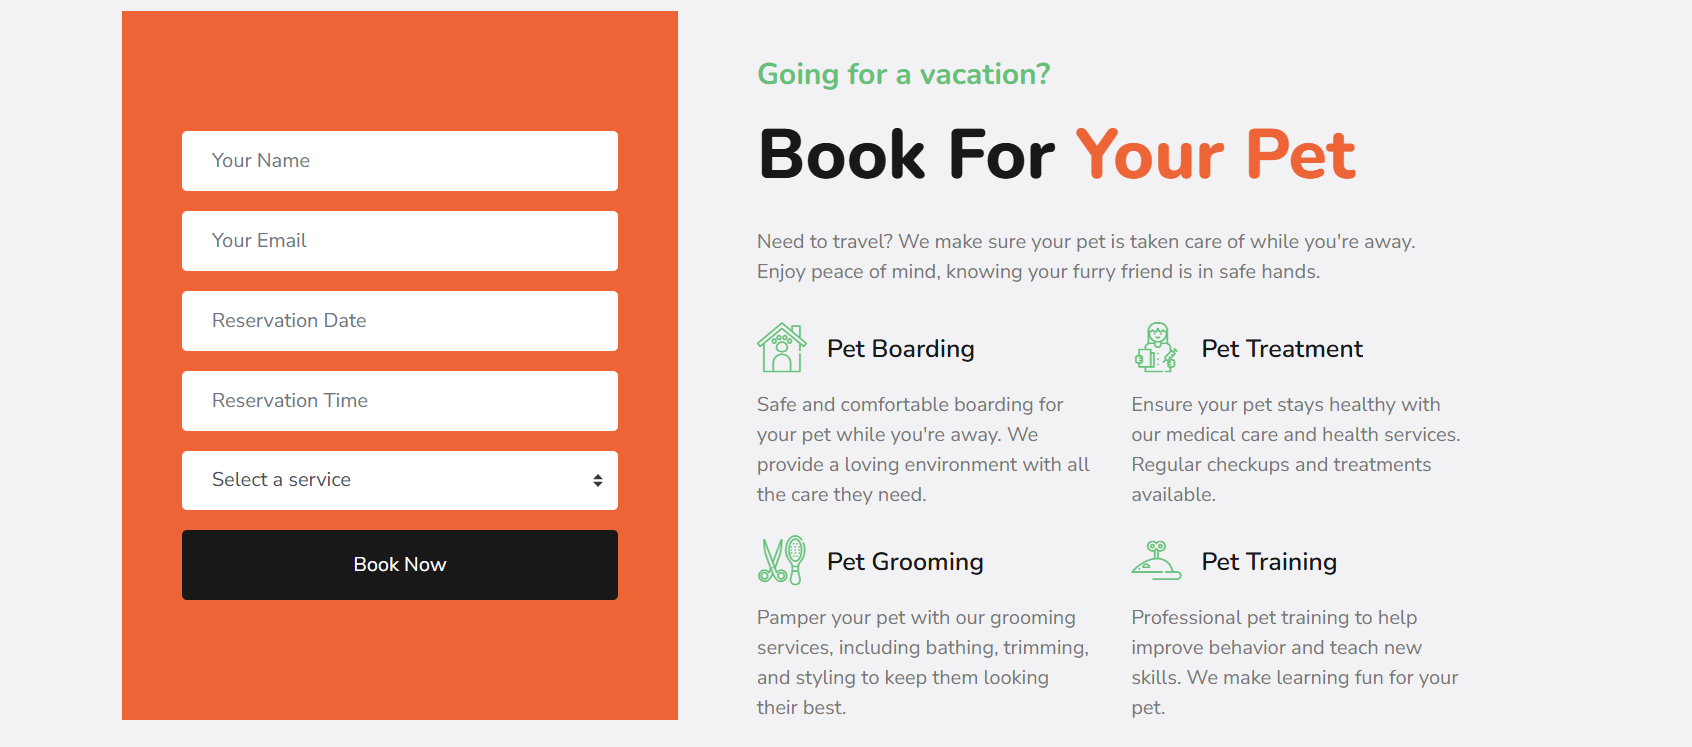 Your Name
Your Email
Reservation Date
Reservation Time
Select a service
Book Now
Going for a vacation?
Book For Your Pet
Need to travel? We make sure your pet is taken care of while you're away.
Enjoy peace of mind, knowing your furry friend is in safe hands.
Pet Boarding
Safe and comfortable boarding for
your pet while you're away. We
provide a loving environment with all
the care they need.
Pet Treatment
Ensure your pet stays healthy with
our medical care and health services.
Regular checkups and treatments
available.
Pet Grooming
Pamper your pet with our grooming
services, including bathing, trimming,
and styling to keep them looking
their best.
Pet Training
Professional pet training to help
improve behavior and teach new
skills. We make learning fun for your
pet.